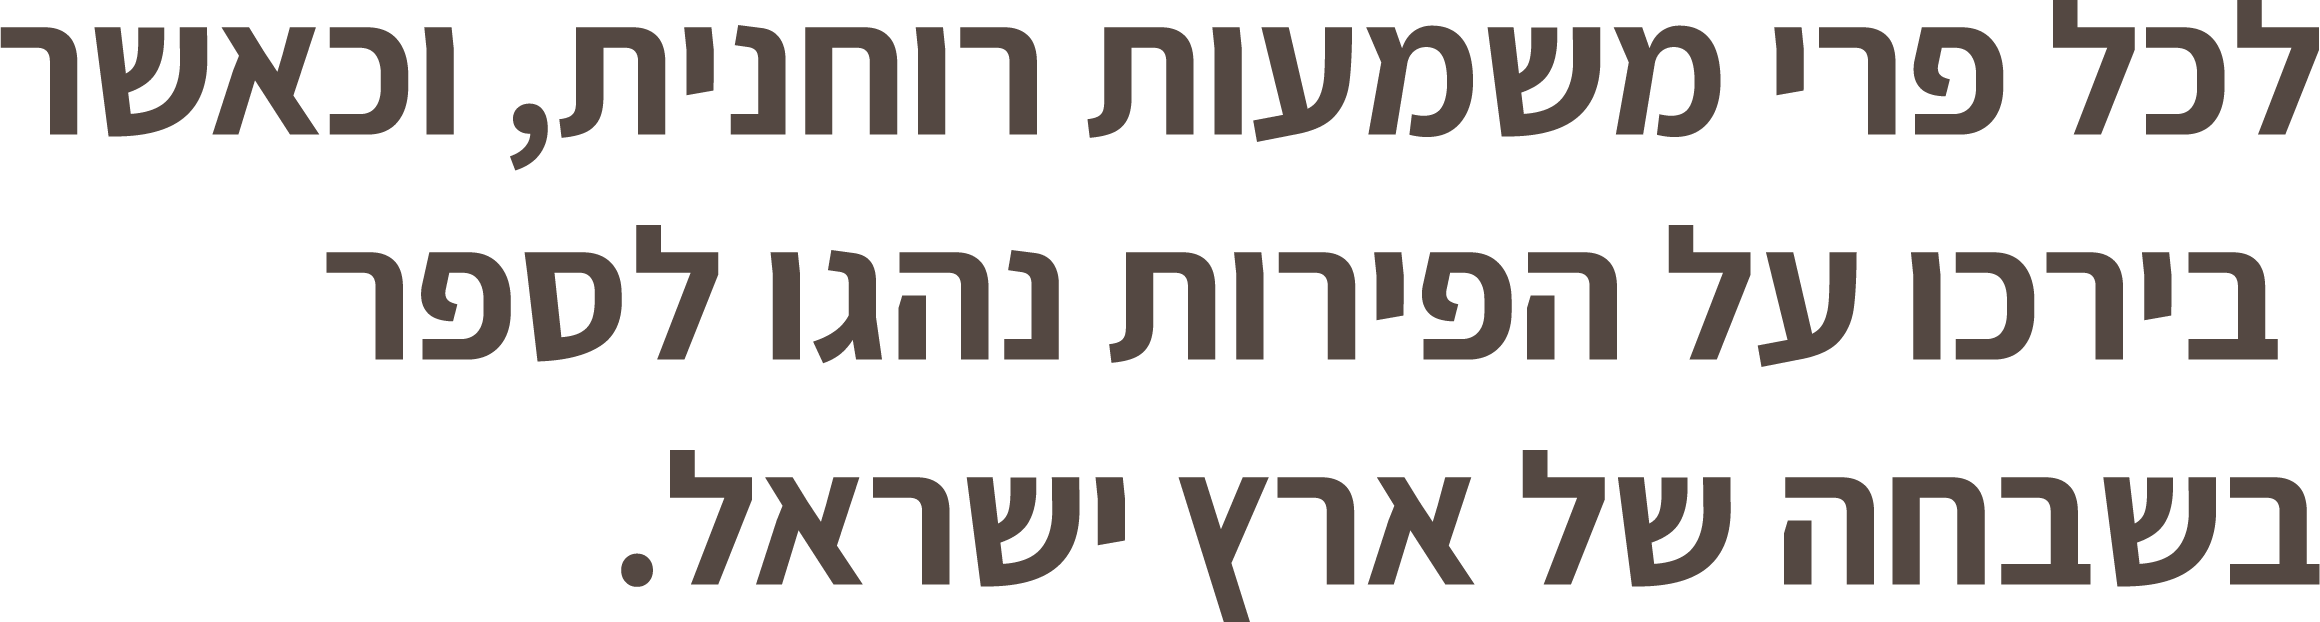 לכל פרי משמעות רוחנית, וכאשר
בירכו על הפירות נהגו לספר
בשבחה של ארץ ישראל.